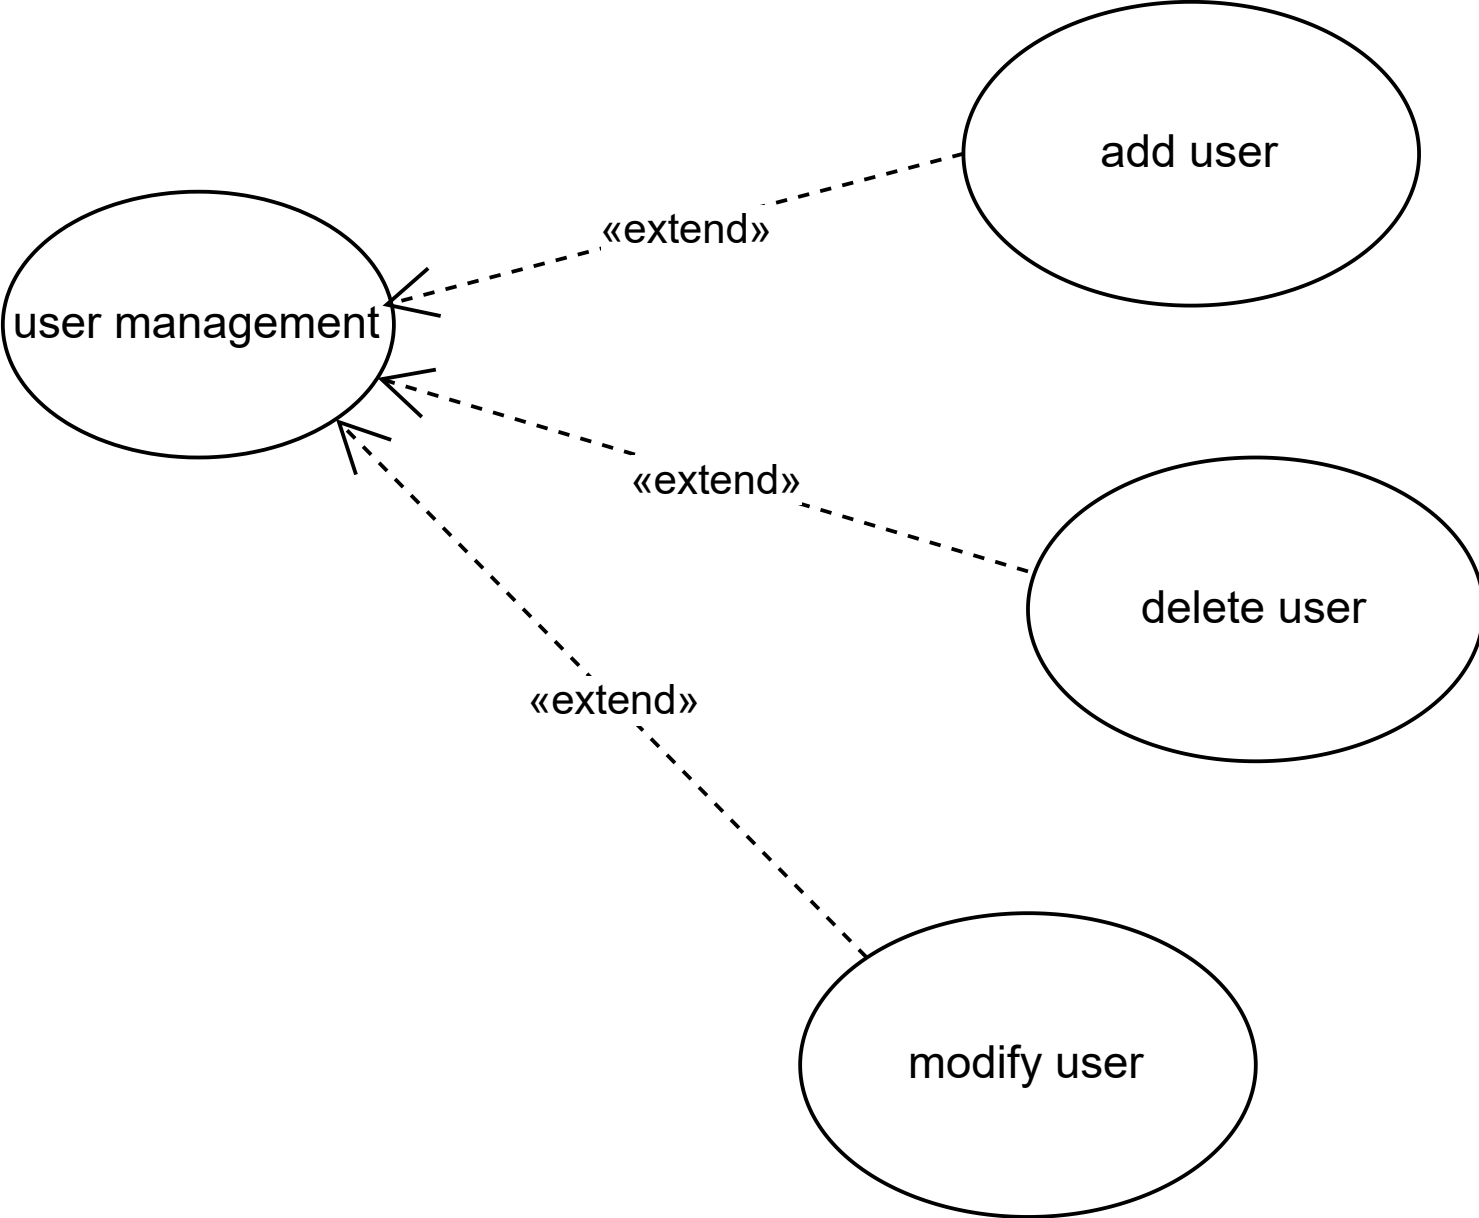 add user
«extend»
user management
«extend»
delete user
«extend»
modify user